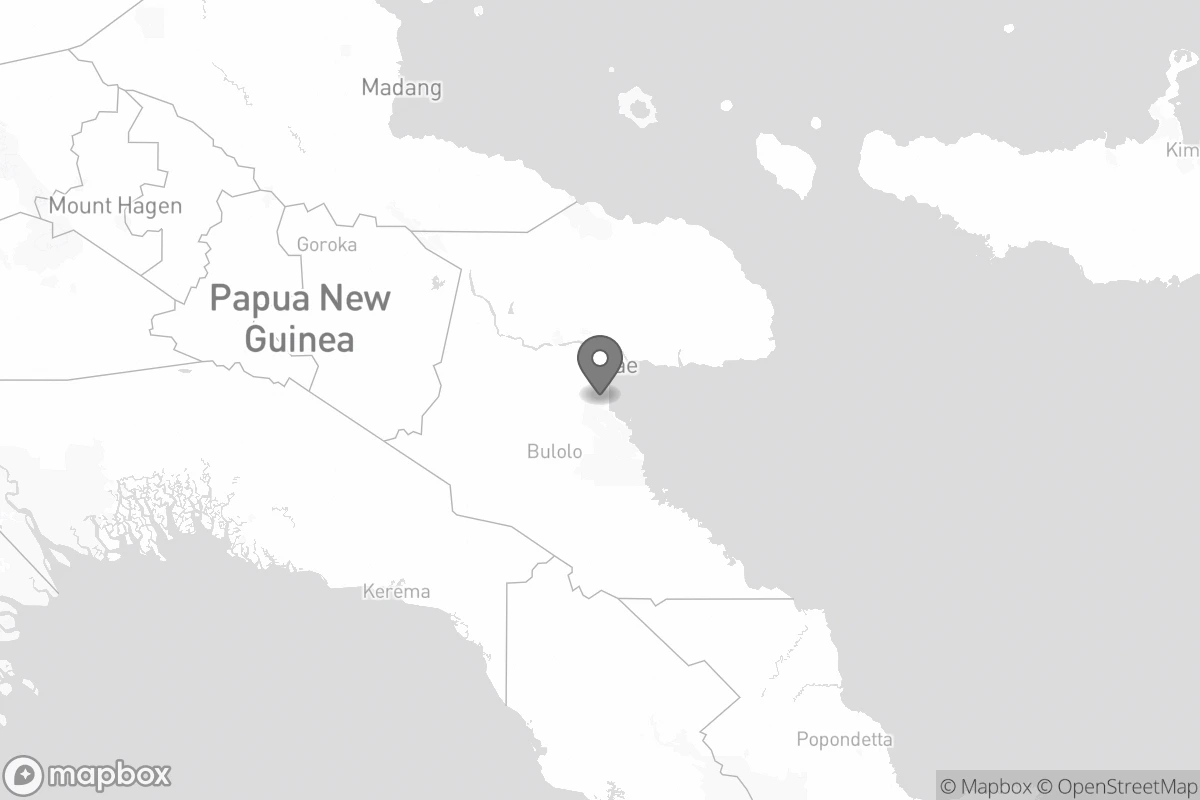 Madang
Kim
Mount Hagen
Goroka
Papua New
Guinea
ae
Bulolo
Kerema
Popondetta
mapbox
© Mapbox © OpenStreetMap